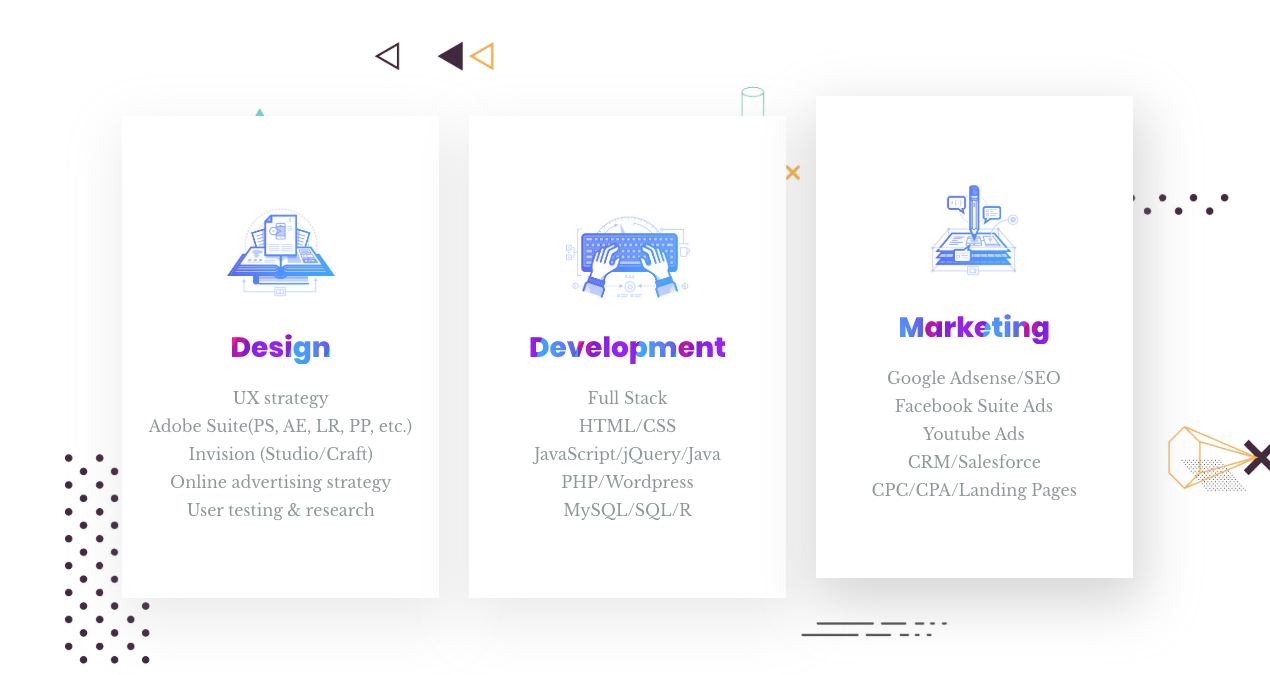 Design
UX strategy
Adobe Suite(PS, AE, LR, PP, etc.)
Invision (Studio/Craft)
Online advertising strategy
User testing & research
Development
Full Stack
HTML/CSS
JavaScript/jQuery/Java
PHP/Wordpress
MySQL/SQL/R
Marketing
Google Adsense/SEO
Facebook Suite Ads
Youtube Ads
CRM/Salesforce
CPC/CPA/Landing Pages